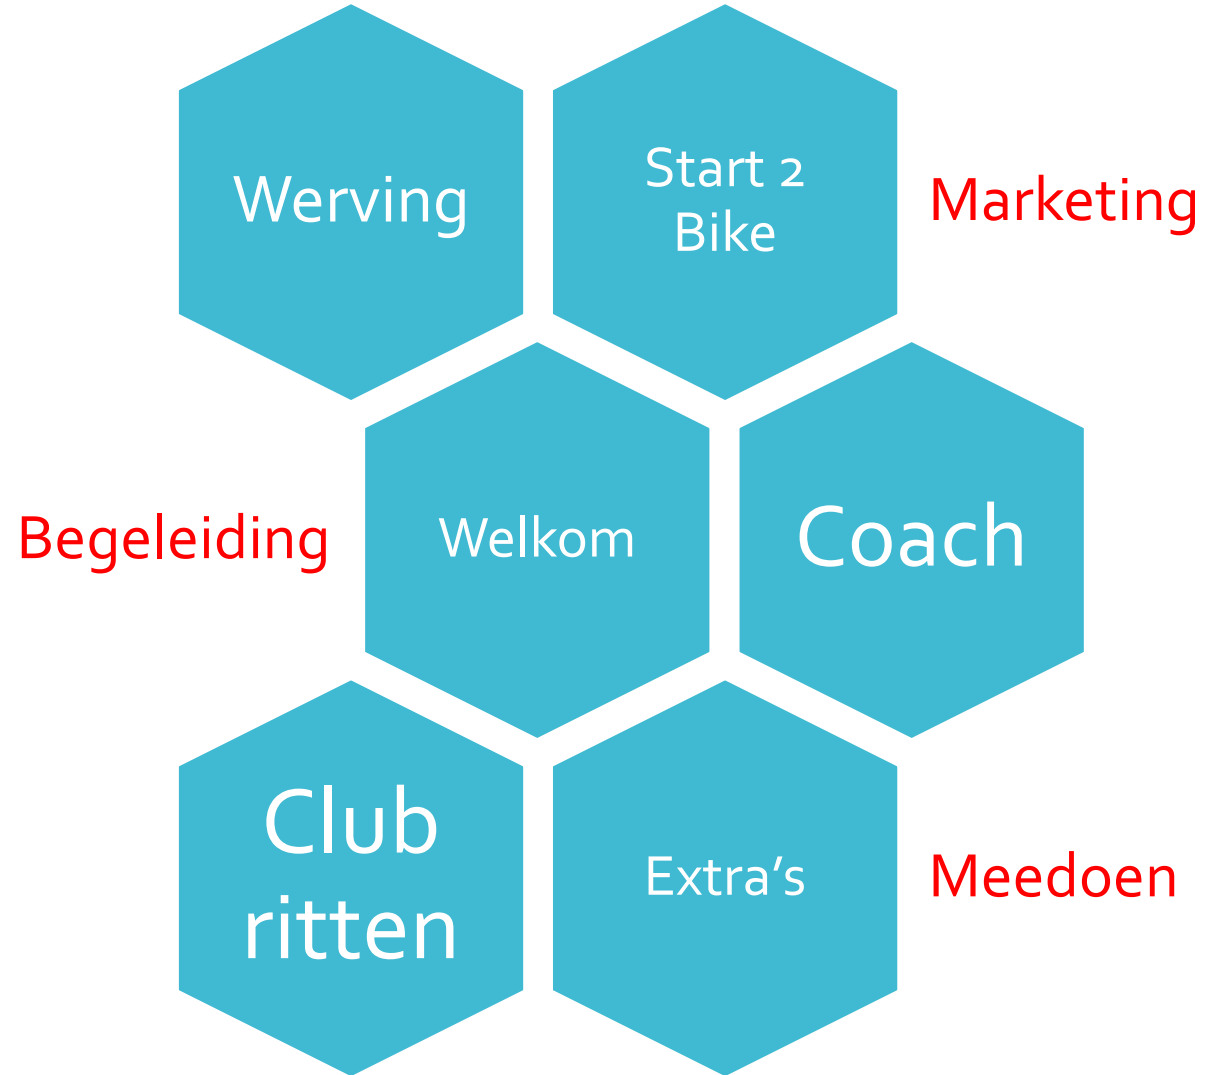 Werving
Start 2
Bike
Marketing
Begeleiding
Welkom
Coach
Club
ritten
Extra’s
Meedoen